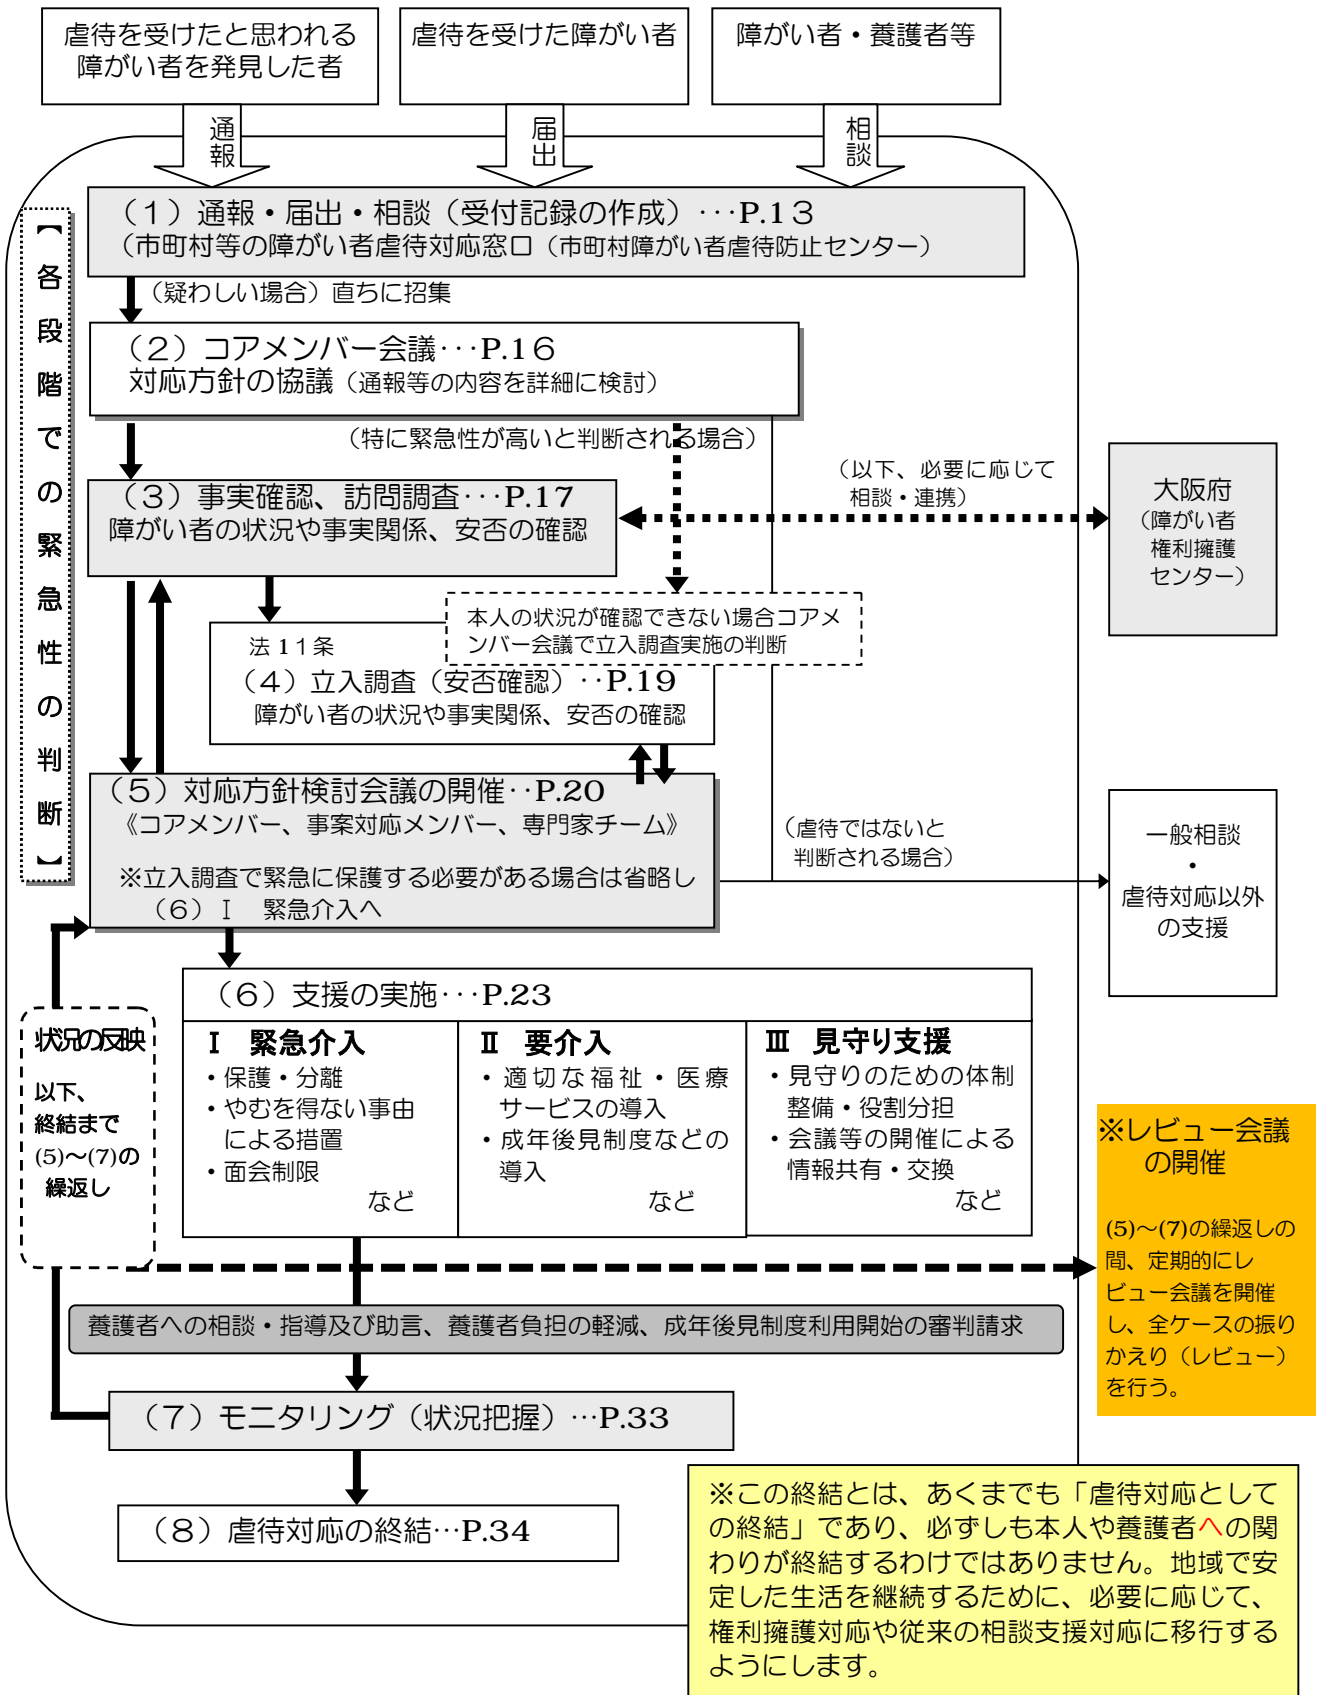 虐待を受けたと思われる
障がい者を発見した者
虐待を受けた障がい者
障がい者・養護者等
通報
届出
相談
【各段階での緊急性の判断】
（１）通報・届出・相談（受付記録の作成）･･･P.1３
（市町村等の障がい者虐待対応窓口（市町村障がい者虐待防止センター）
（疑わしい場合）直ちに招集
（２）コアメンバー会議･･･P.1６
対応方針の協議（通報等の内容を詳細に検討）
（特に緊急性が高いと判断される場合）
（３）事実確認、訪問調査･･･P.17
障がい者の状況や事実関係、安否の確認
（以下、必要に応じて
相談・連携）
大阪府
（障がい者
権利擁護
センター）
本人の状況が確認できない場合コアメ
ンバー会議で立入調査実施の判断
法 1１条
（４）立入調査（安否確認）･･P.19
障がい者の状況や事実関係、安否の確認
（５）対応方針検討会議の開催･･P.20
《コアメンバー、事案対応メンバー、専門家チーム》
※立入調査で緊急に保護する必要がある場合は省略し
（６）Ⅰ　緊急介入へ
（虐待ではないと
判断される場合）
一般相談
・
虐待対応以外
の支援
（６）支援の実施･･･P.23
Ⅰ　緊急介入
・保護・分離
・やむを得ない事由
による措置
・面会制限
など
Ⅱ　要介入
・適切な福祉・医療
サービスの導入
・成年後見制度などの
導入
など
Ⅲ　見守り支援
・見守りのための体制
整備・役割分担
・会議等の開催による
情報共有・交換
など
状況の反映
以下、
終結まで
(5)～(7)の
繰返し
※レビュー会議
の開催
(5)～(7)の繰返しの
間、定期的にレ
ビュー会議を開催
し、全ケースの振り
かえり（レビュー）
を行う。
養護者への相談・指導及び助言、養護者負担の軽減、成年後見制度利用開始の審判請求
（７）モニタリング（状況把握）…P.33
（８）虐待対応の終結…P.34
※この終結とは、あくまでも「虐待対応として
の終結」であり、必ずしも本人や養護者への関
わりが終結するわけではありません。地域で安
定した生活を継続するために、必要に応じて、
権利擁護対応や従来の相談支援対応に移行する
ようにします。